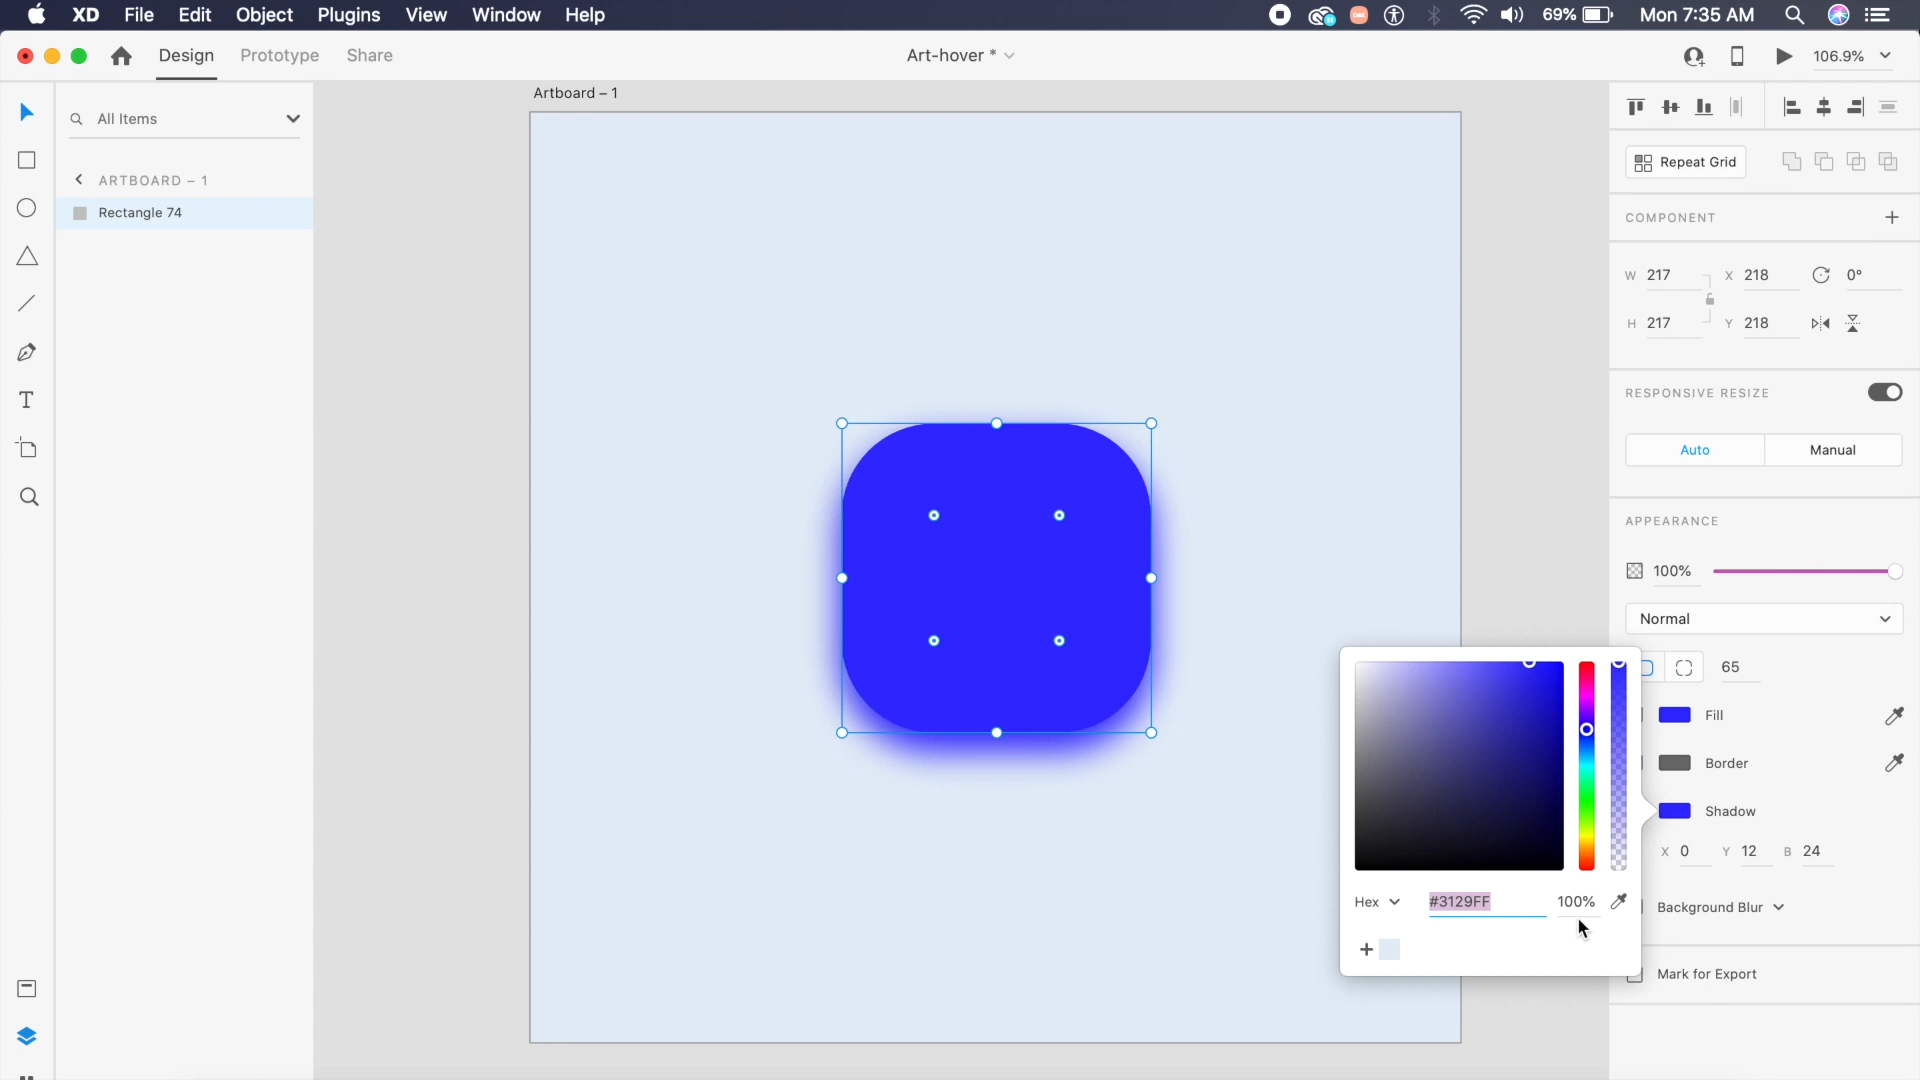 XD File Edit Object Plugins View Window Help 69% Mon 7:35 AM
Design Prototype Share Art-hover * 106.9%
Artboard – 1
All Items
ARTBOARD – 1
Rectangle 74
Repeat Grid
COMPONENT
W 217 X 218 0°
H 217 Y 218
RESPONSIVE RESIZE
Auto Manual
APPEARANCE
100%
Normal
65
Fill
Border
Shadow
X 0 Y 12 B 24
Hex #3129FF 100%
Background Blur
Mark for Export